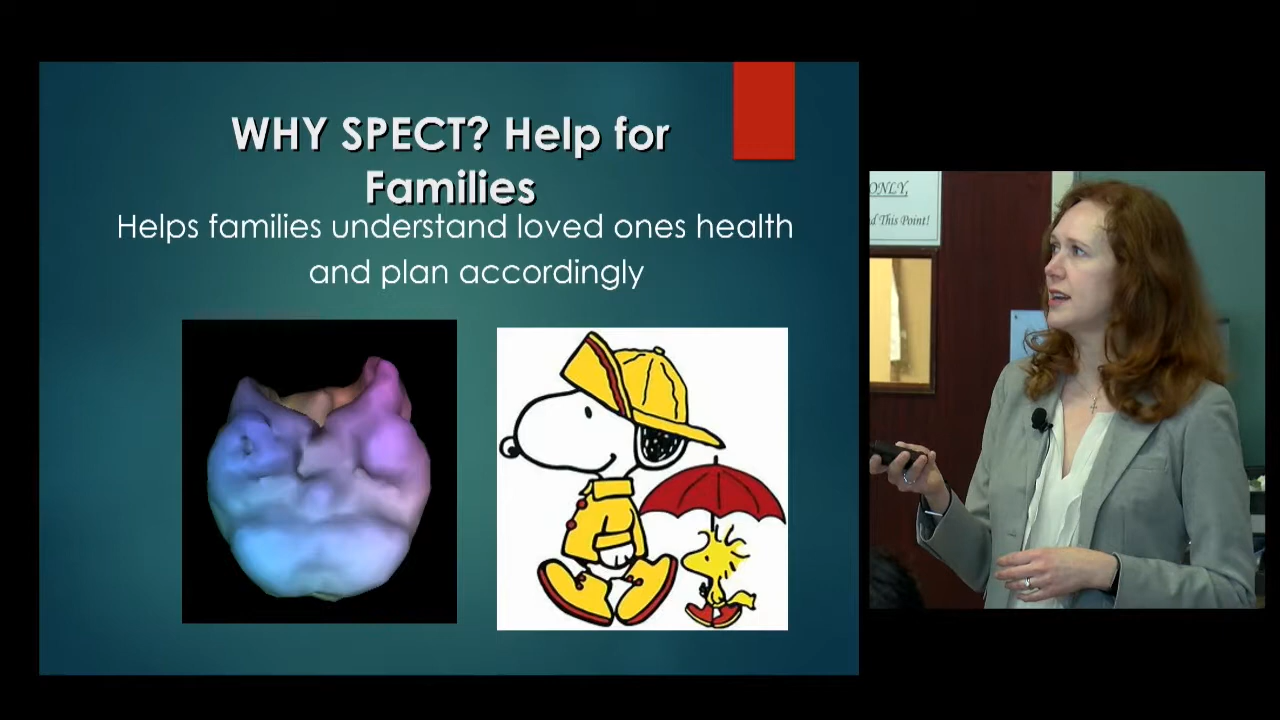 WHY SPECT? Help for
Families
Helps families understand loved ones health
and plan accordingly
ONLY,
d This Point!